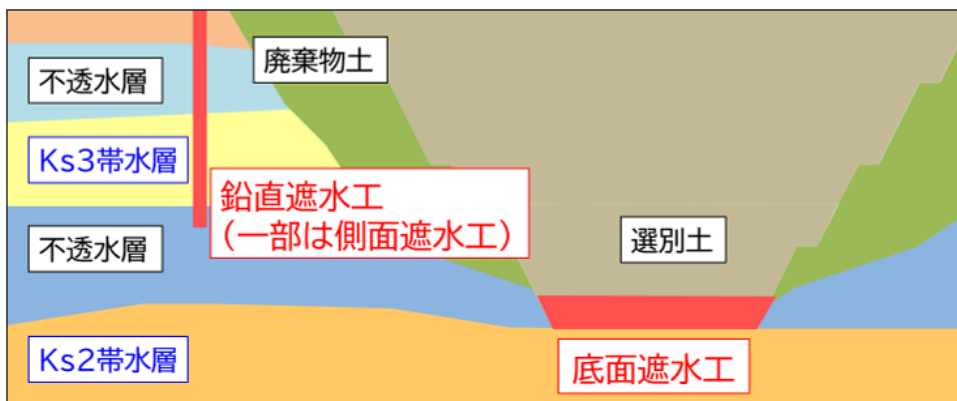 廃棄物土
不透水層
Ks3帯水層
鉛直遮水工
（一部は側面遮水工）
不透水層
選別土
Ks2帯水層
底面遮水工